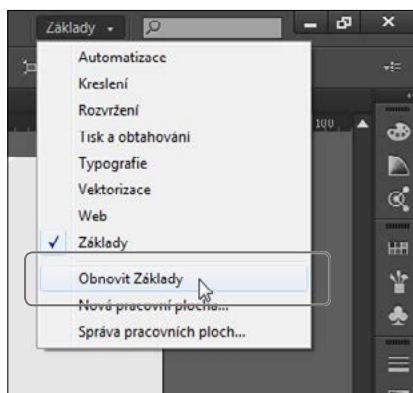 Základy
Automatizace
Kreslení
Rozvržení
Tisk a obtahování
100
Typografie
Vektorizace
Web
Základy
Obnovit Základy
Nová pracovní plocha...
Správa pracovních ploch...